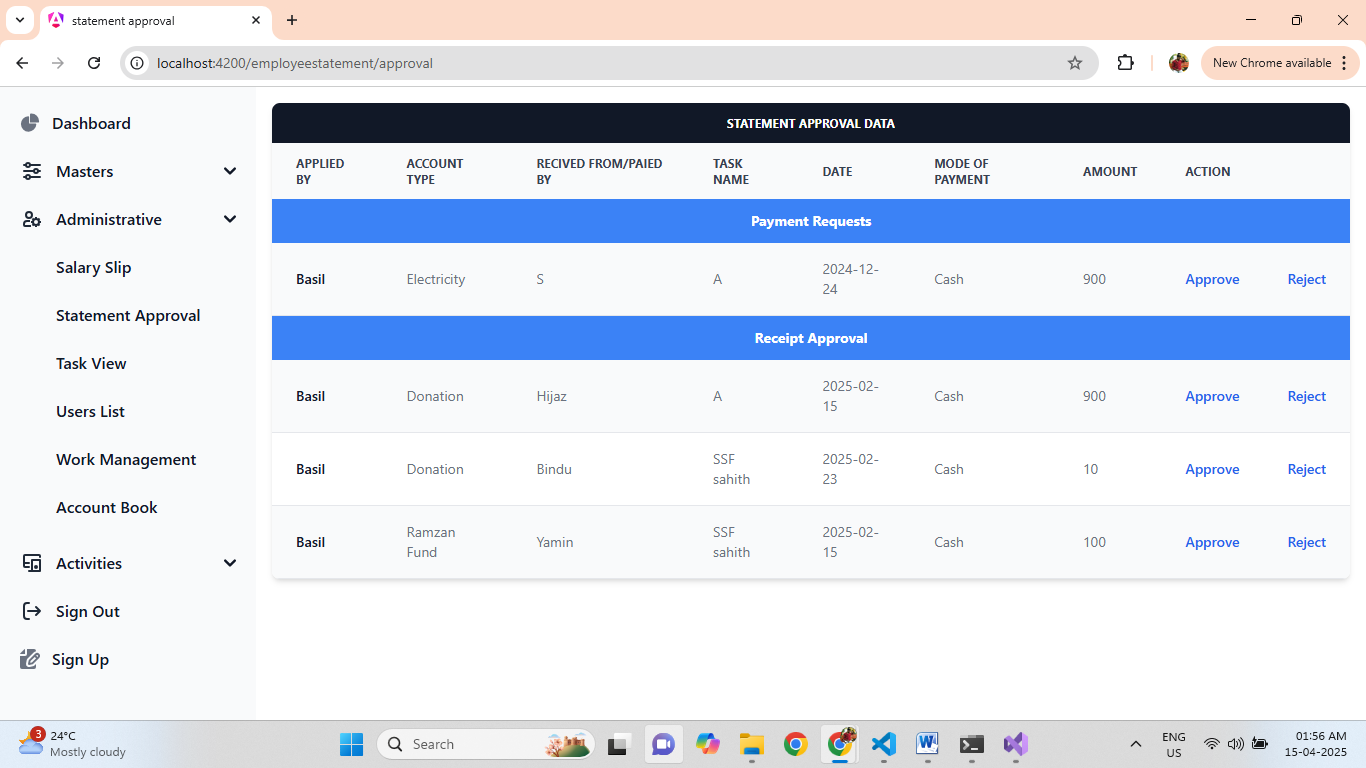 statement approval
localhost:4200/employeestatement/approval
New Chrome available
Dashboard
Masters
Administrative
Salary Slip
Statement Approval
Task View
Users List
Work Management
Account Book
Activities
Sign Out
Sign Up
STATEMENT APPROVAL DATA
APPLIED BY ACCOUNT TYPE RECIVED FROM/PAIED BY TASK NAME DATE MODE OF PAYMENT AMOUNT ACTION
Payment Requests
Basil Electricity S A 2024-12-24 Cash 900 Approve Reject
Receipt Approval
Basil Donation Hijaz A 2025-02-15 Cash 900 Approve Reject
Basil Donation Bindu SSF sahith 2025-02-23 Cash 10 Approve Reject
Basil Ramzan Fund Yamin SSF sahith 2025-02-15 Cash 100 Approve Reject
3
24°C
Mostly cloudy
Search
ENG
US
01:56 AM
15-04-2025